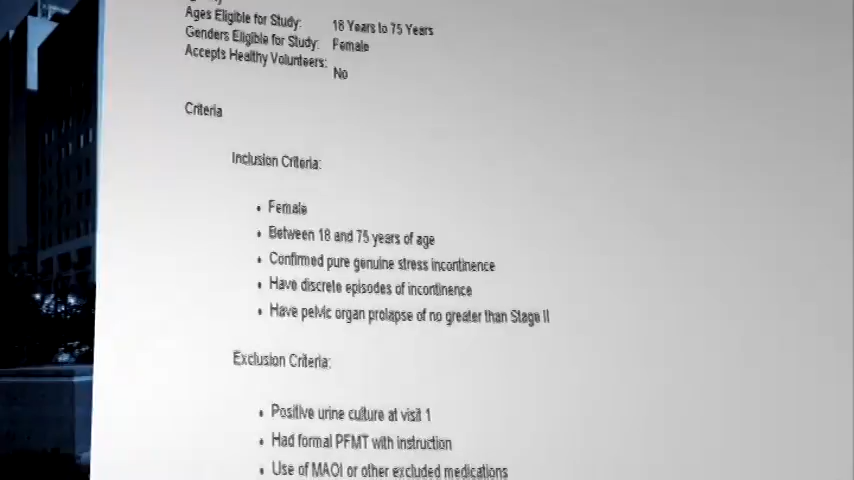 Ages Eligible for Study: 18 Years to 75 Years
Genders Eligible for Study: Female
Accepts Healthy Volunteers: No
Criteria
Inclusion Criteria:
• Female
• Between 18 and 75 years of age
• Confirmed pure genuine stress incontinence
• Have discrete episodes of incontinence
• Have pelvic organ prolapse of no greater than Stage II
Exclusion Criteria:
• Positive urine culture at visit 1
• Had formal PFMT with instruction
• Use of MAOI or other excluded medications